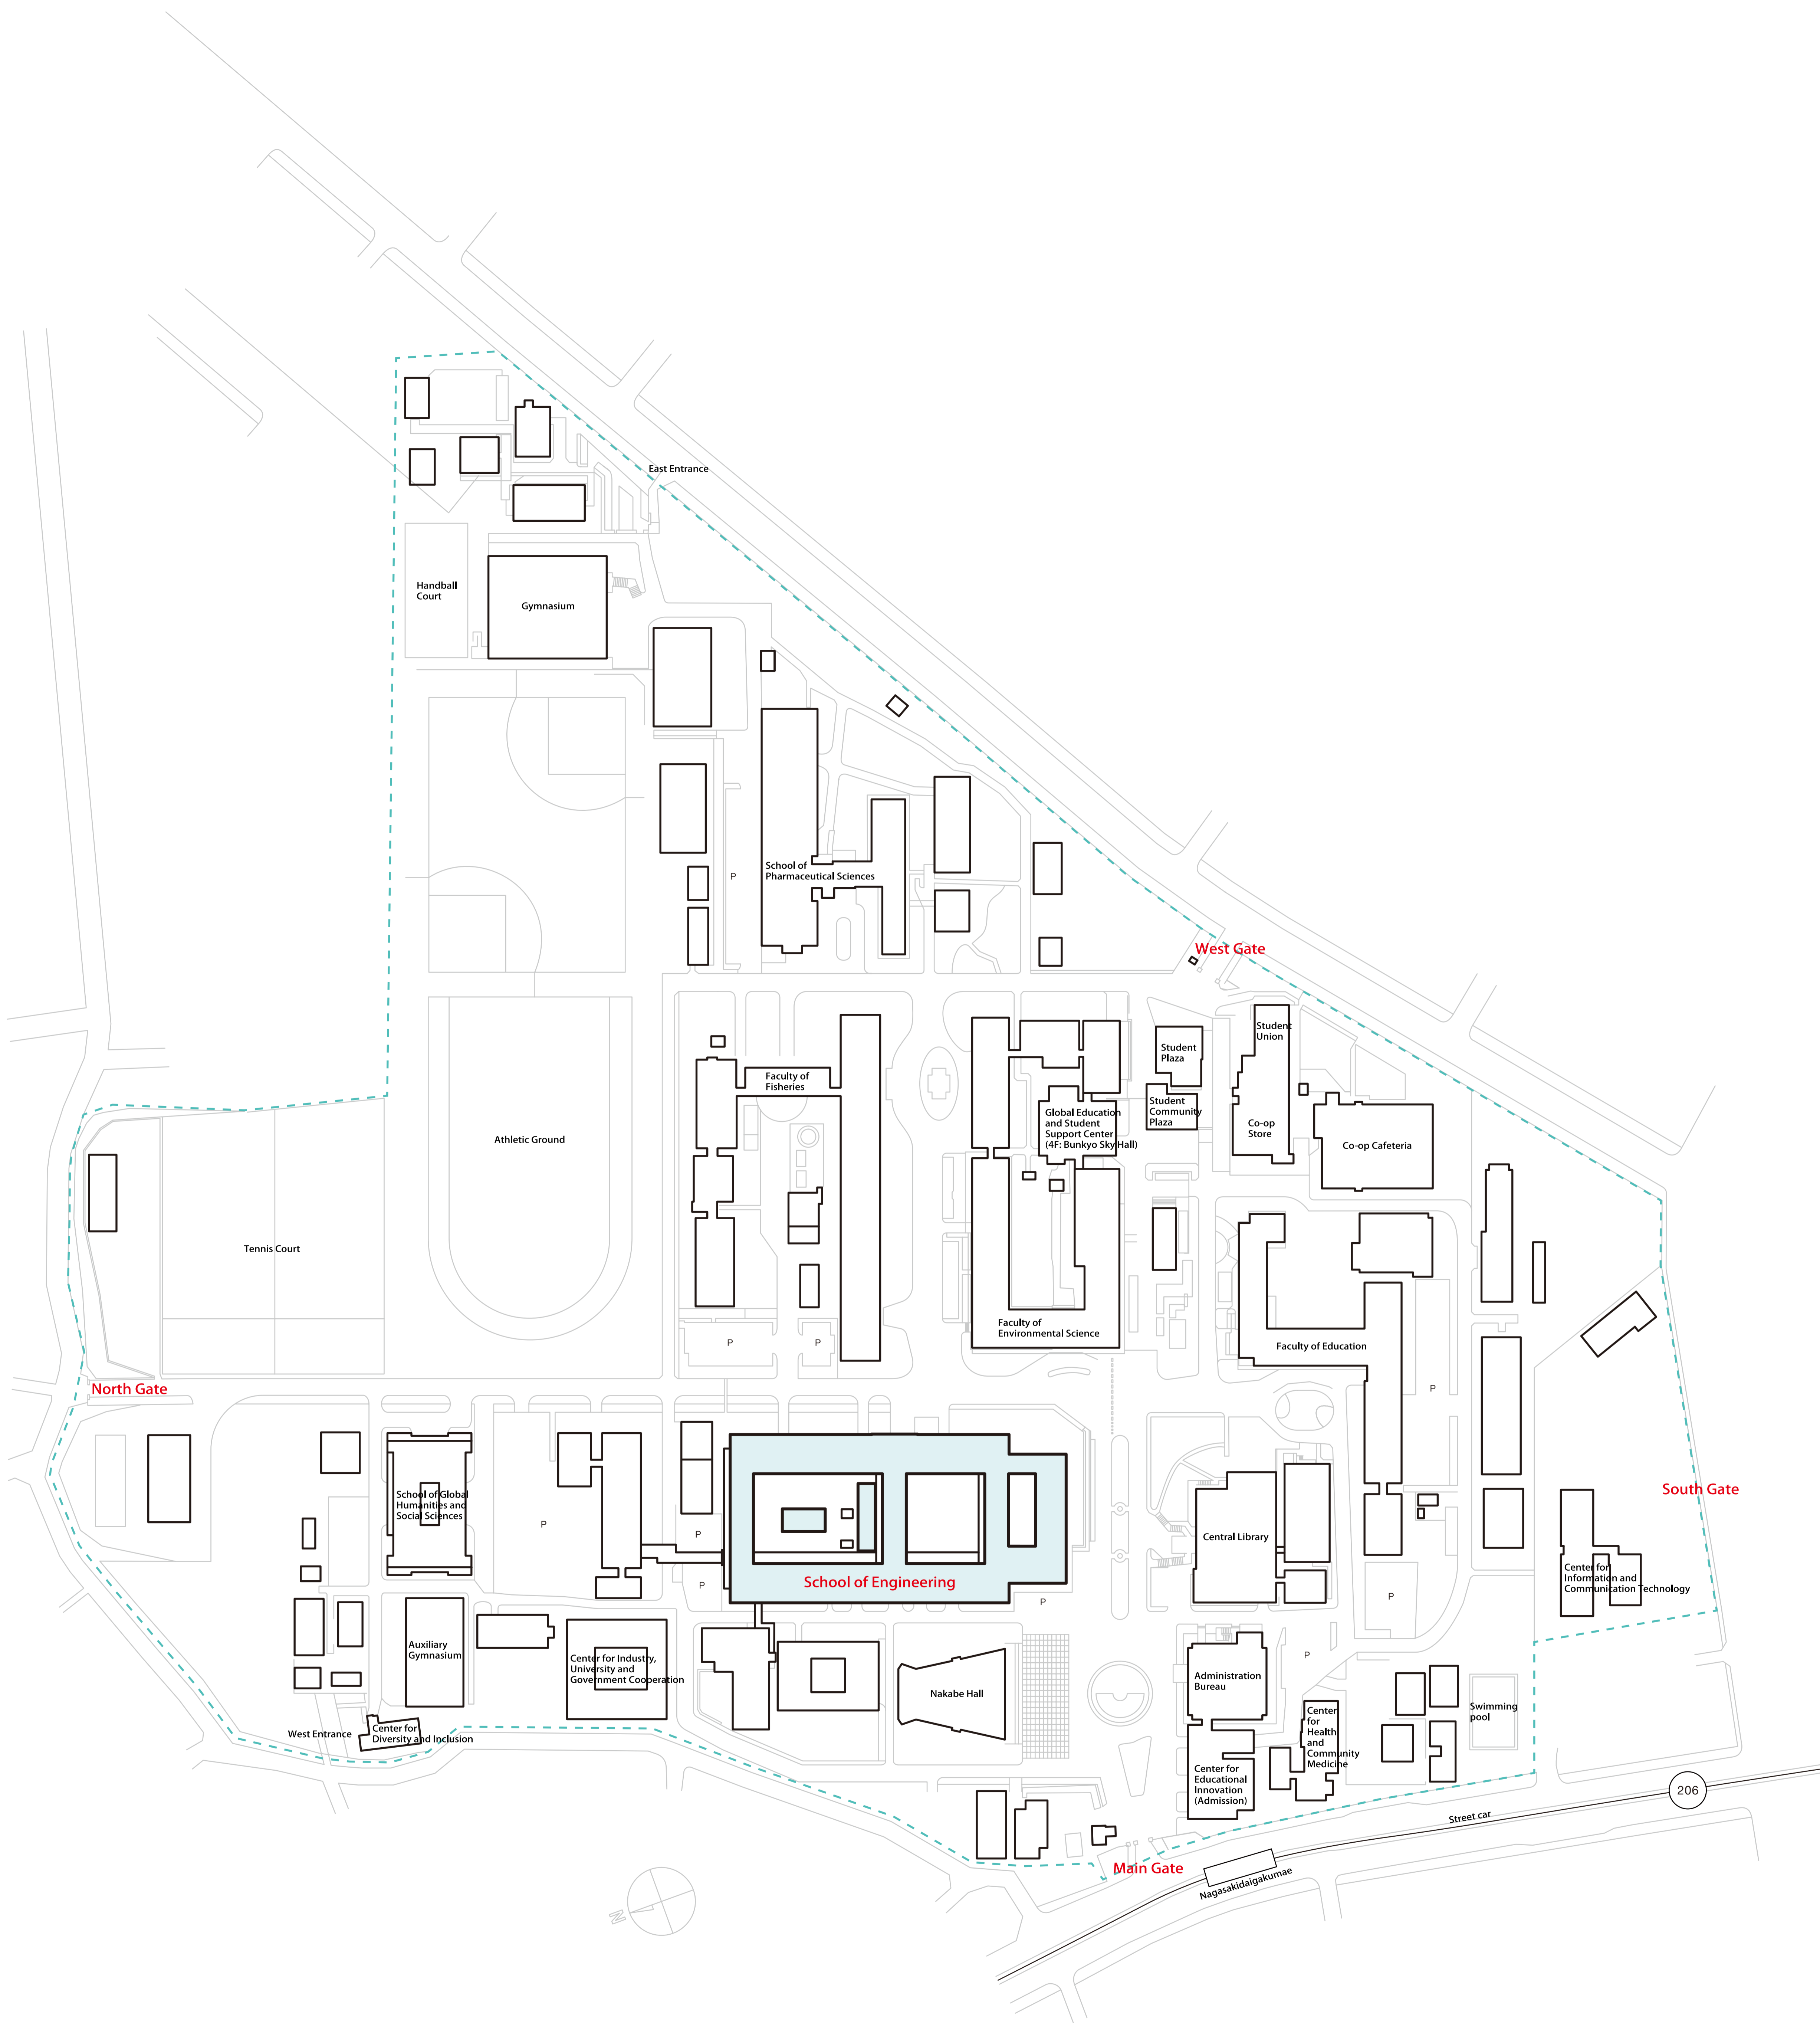 East Entrance
Handball
Court
Gymnasium
School of
Pharmaceutical Sciences
P
West Gate
Student
Union
Student
Plaza
Faculty of
Fisheries
Student
Community
Plaza
Global Education
and Student
Support Center
(4F: Bunkyo Sky Hall)
Co-op
Store
Co-op Cafeteria
Athletic Ground
Tennis Court
Faculty of
Environmental Science
P
P
Faculty of Education
North Gate
P
School of Global
Humanities and
Social Sciences
P
P
Central Library
South Gate
School of Engineering
P
P
P
Center for
Information and
Communication Technology
Auxiliary
Gymnasium
Center for Industry,
University and
Government Cooperation
Nakabe Hall
Administration
Bureau
P
Swimming
pool
Center
for
Health
and
Community
Medicine
West Entrance
Center for
Diversity and Inclusion
Center for
Educational
Innovation
(Admission)
206
Street car
Main Gate
Nagasakidaigakumae
N